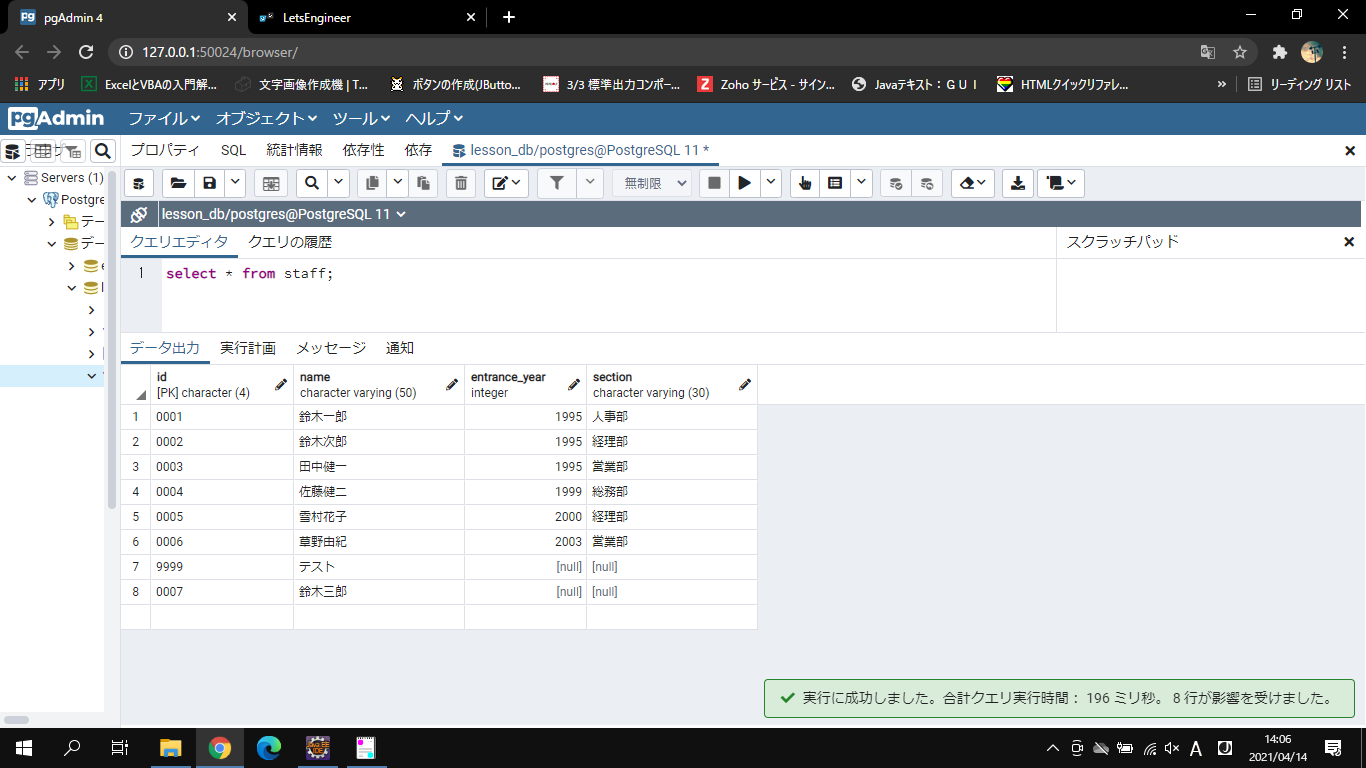 pgAdmin 4
LetsEngineer
127.0.0.1:50024/browser/
アプリ
ExcelとVBAの入門解...
文字画像作成機 | T...
ボタンの作成(JButto...
3/3 標準出力コンポー...
Zoho サービス - サイン...
Javaテキスト：ＧＵＩ
HTMLクイックリファレ...
»
リーディング リスト
pgAdmin
ファイル
オブジェクト
ツール
ヘルプ
プロパティ
SQL
統計情報
依存性
依存
lesson_db/postgres@PostgreSQL 11 *
Servers (1)
Postgre
デー
デー
無制限
lesson_db/postgres@PostgreSQL 11
クエリエディタ
クエリの履歴
スクラッチパッド
1 select * from staff;
データ出力
実行計画
メッセージ
通知
id name entrance_year section
[PK] character (4) character varying (50) integer character varying (30)
1 0001 鈴木一郎 1995 人事部
2 0002 鈴木次郎 1995 経理部
3 0003 田中健一 1995 営業部
4 0004 佐藤健二 1999 総務部
5 0005 雪村花子 2000 経理部
6 0006 草野由紀 2003 営業部
7 9999 テスト [null] [null]
8 0007 鈴木三郎 [null] [null]
実行に成功しました。合計クエリ実行時間： 196 ミリ秒。 8 行が影響を受けました。
A
14:06
2021/04/14